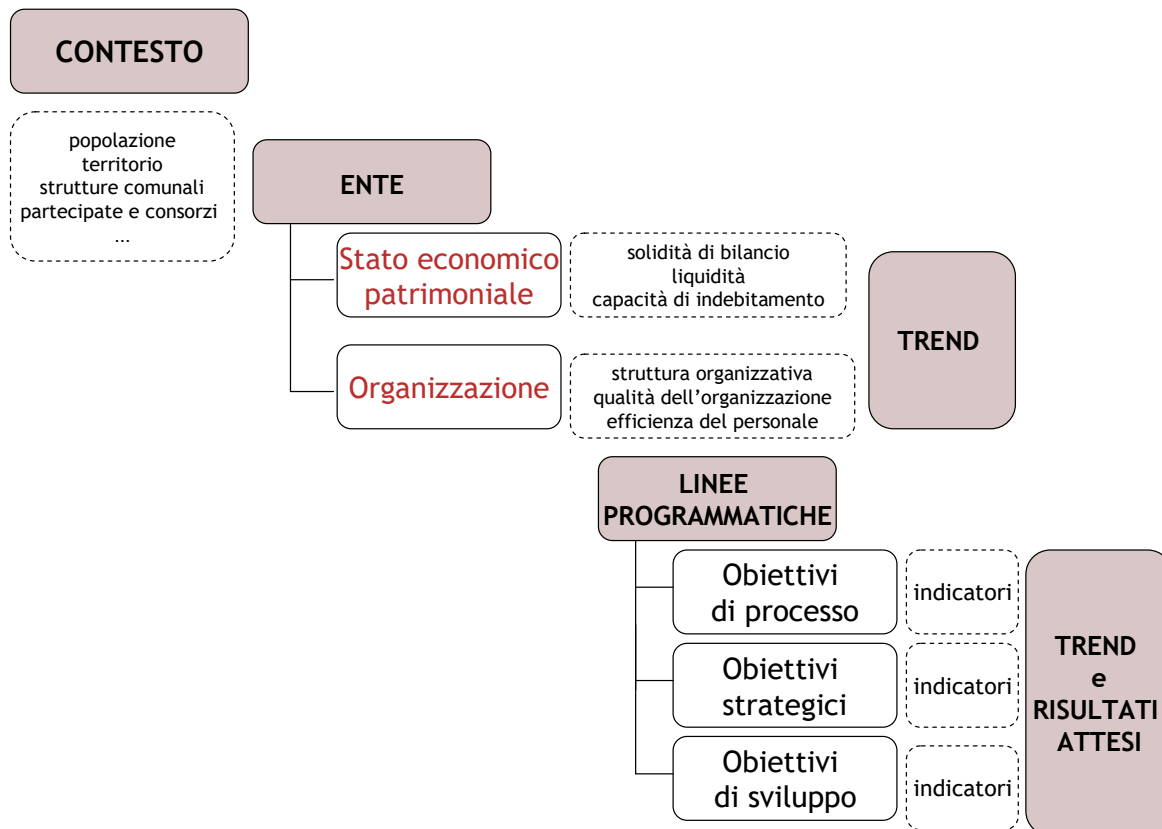 CONTESTO
popolazione
territorio
strutture comunali
partecipate e consorzi
...
ENTE
Stato economico
patrimoniale
solidità di bilancio
liquidità
capacità di indebitamento
TREND
Organizzazione
struttura organizzativa
qualità dell’organizzazione
efficienza del personale
LINEE
PROGRAMMATICHE
Obiettivi
di processo
indicatori
Obiettivi
strategici
indicatori
Obiettivi
di sviluppo
indicatori
TREND
e
RISULTATI
ATTESI